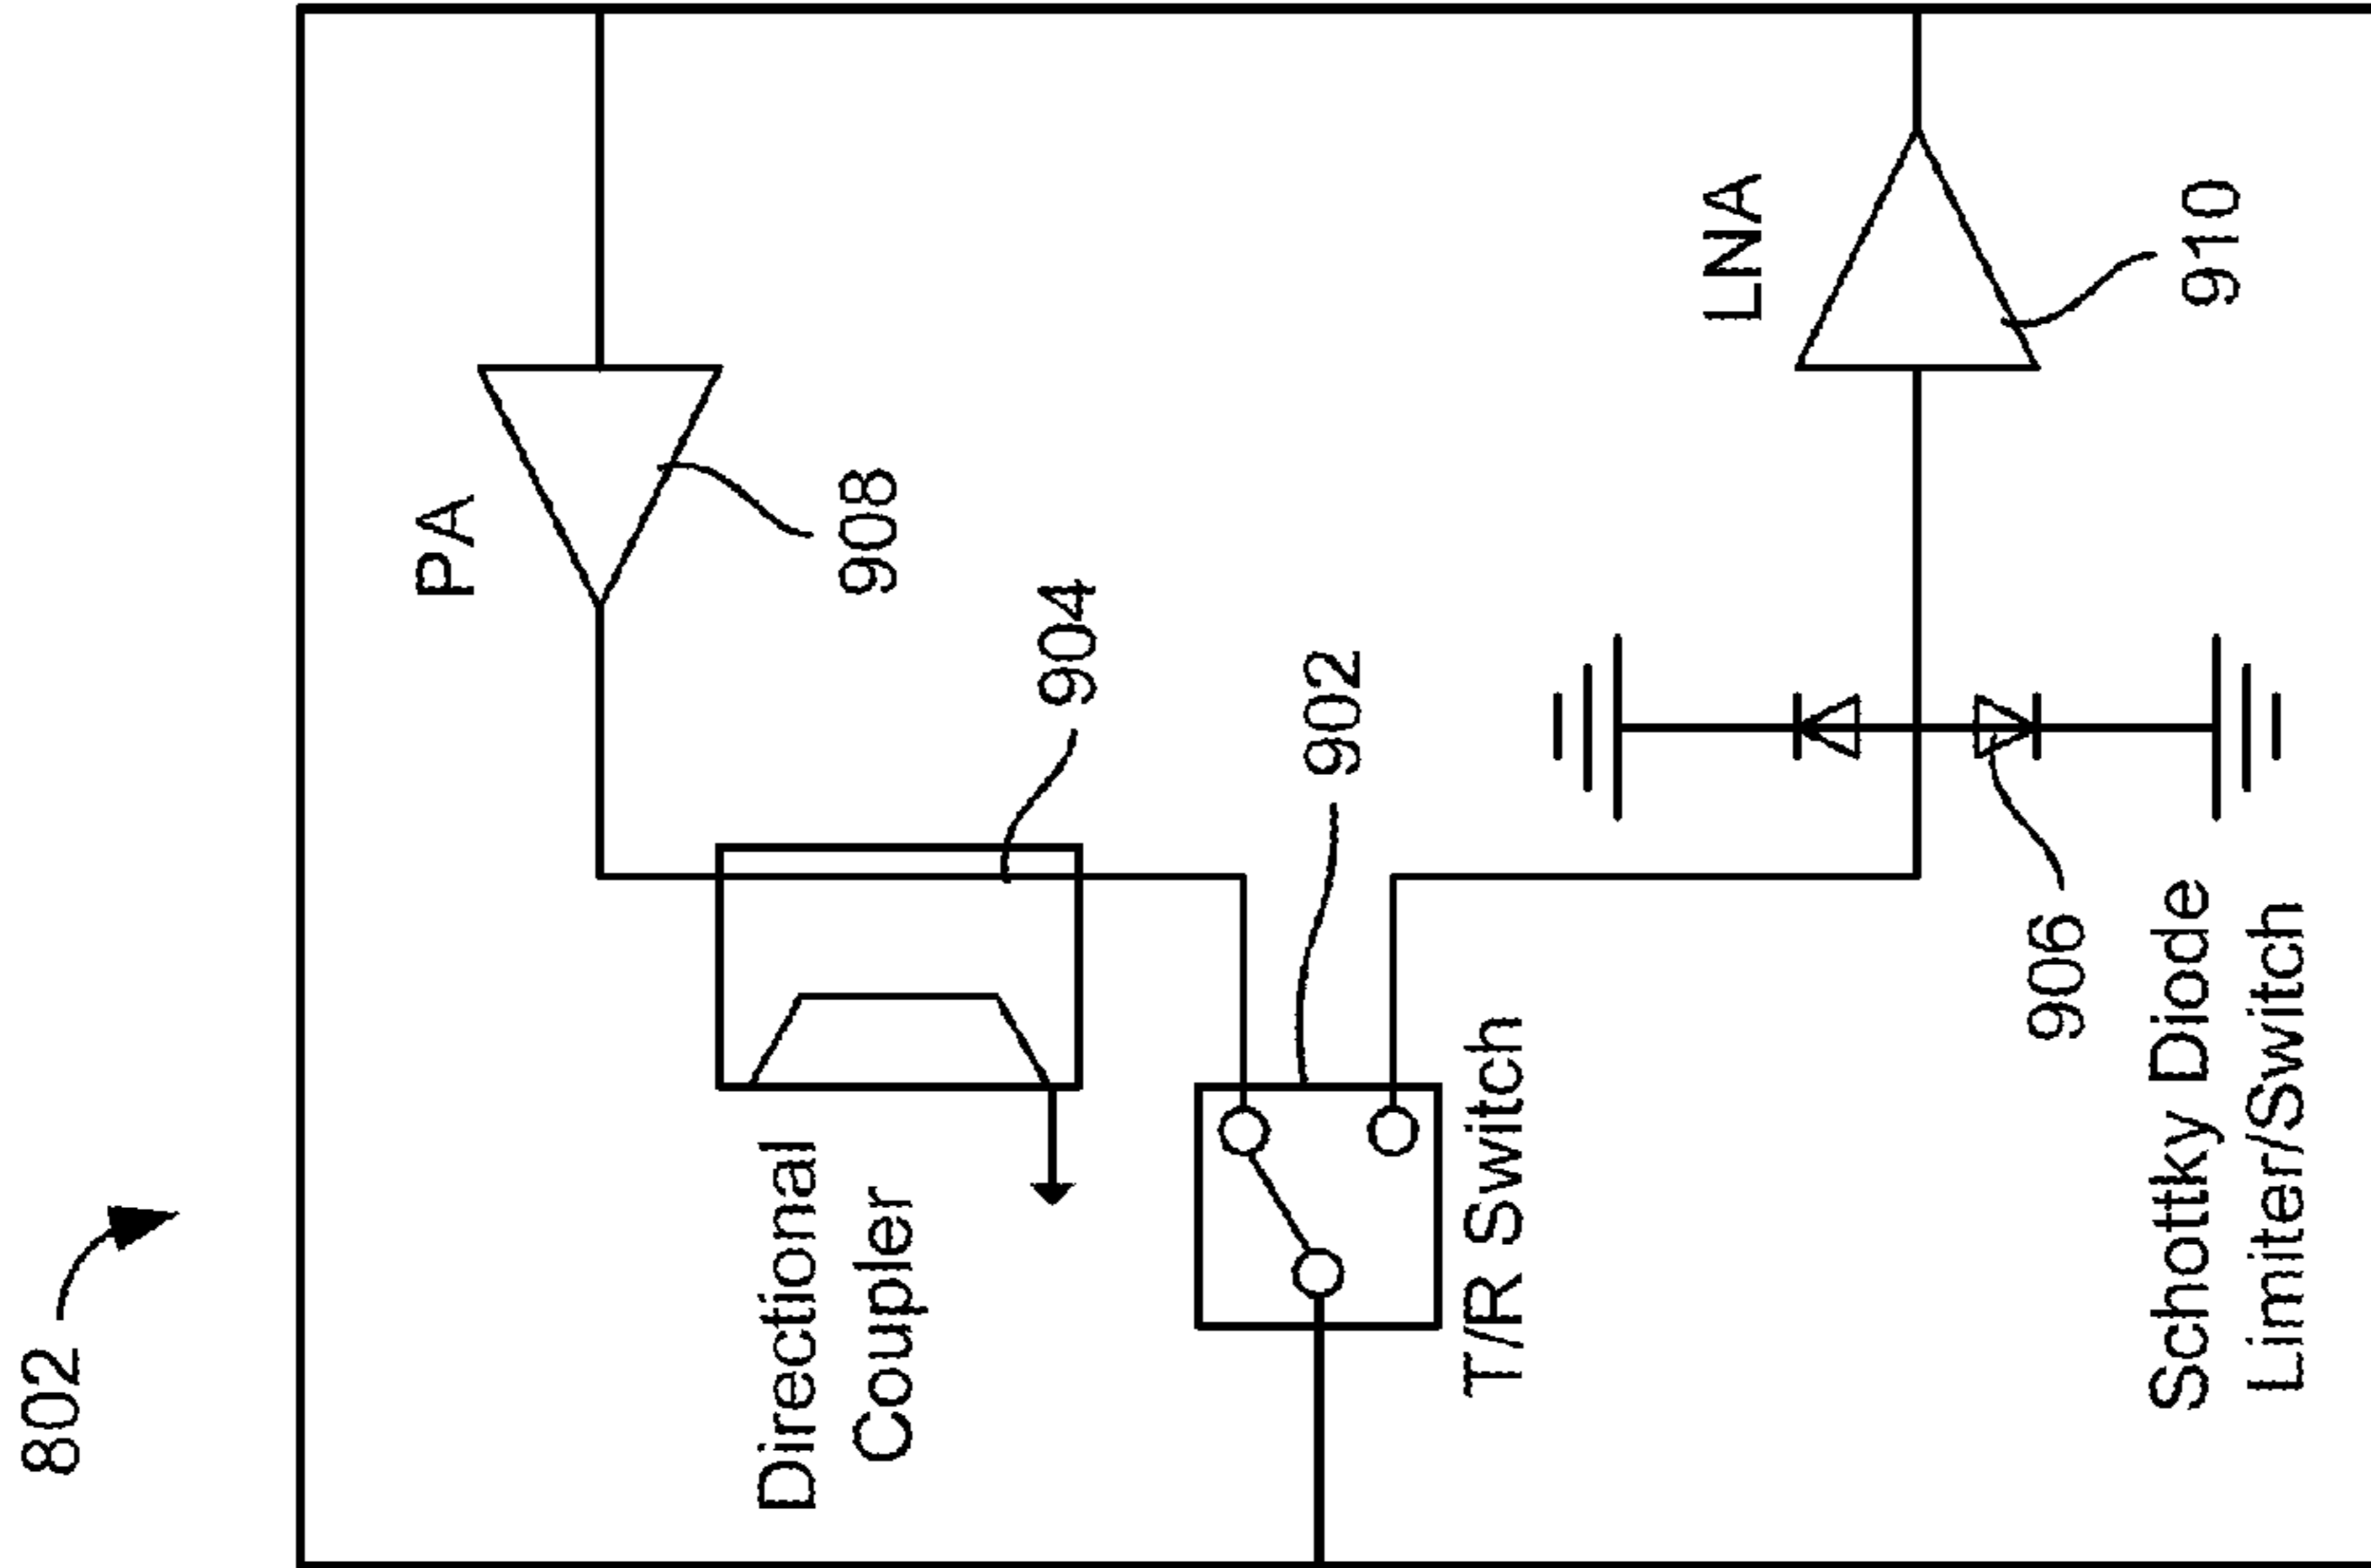 802
PA
908
Directional
Coupler
904
902
T/R Switch
LNA
910
906
Schottky Diode
Limiter/Switch